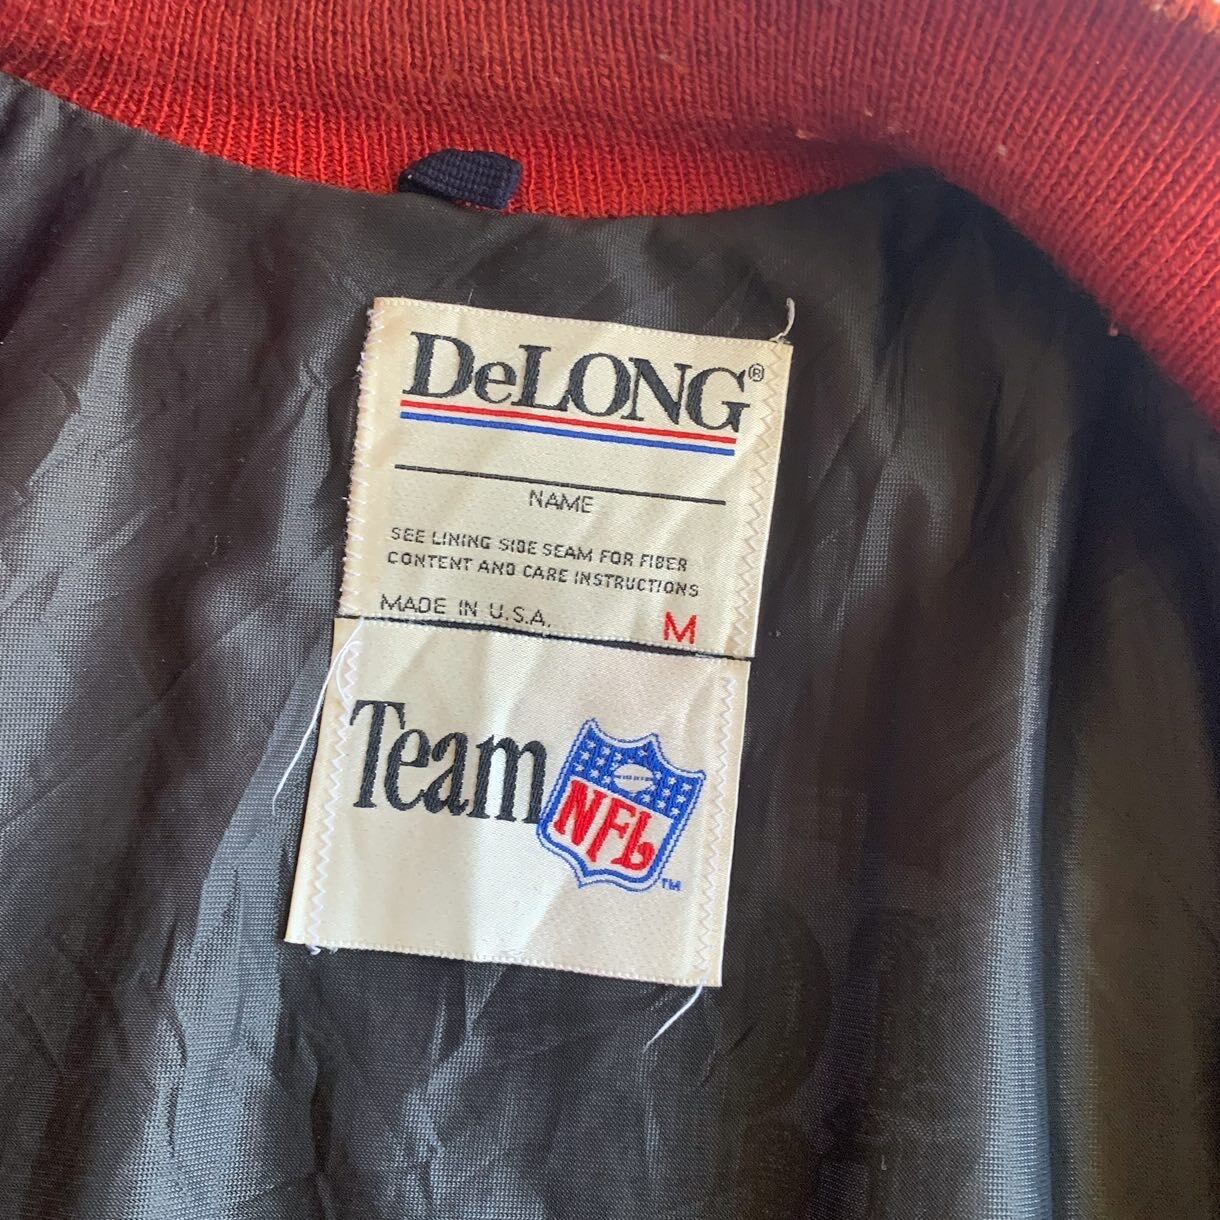 DeLONG®
NAME
SEE LINING SIDE SEAM FOR FIBER
CONTENT AND CARE INSTRUCTIONS
MADE IN U.S.A. M
Team NFL ™